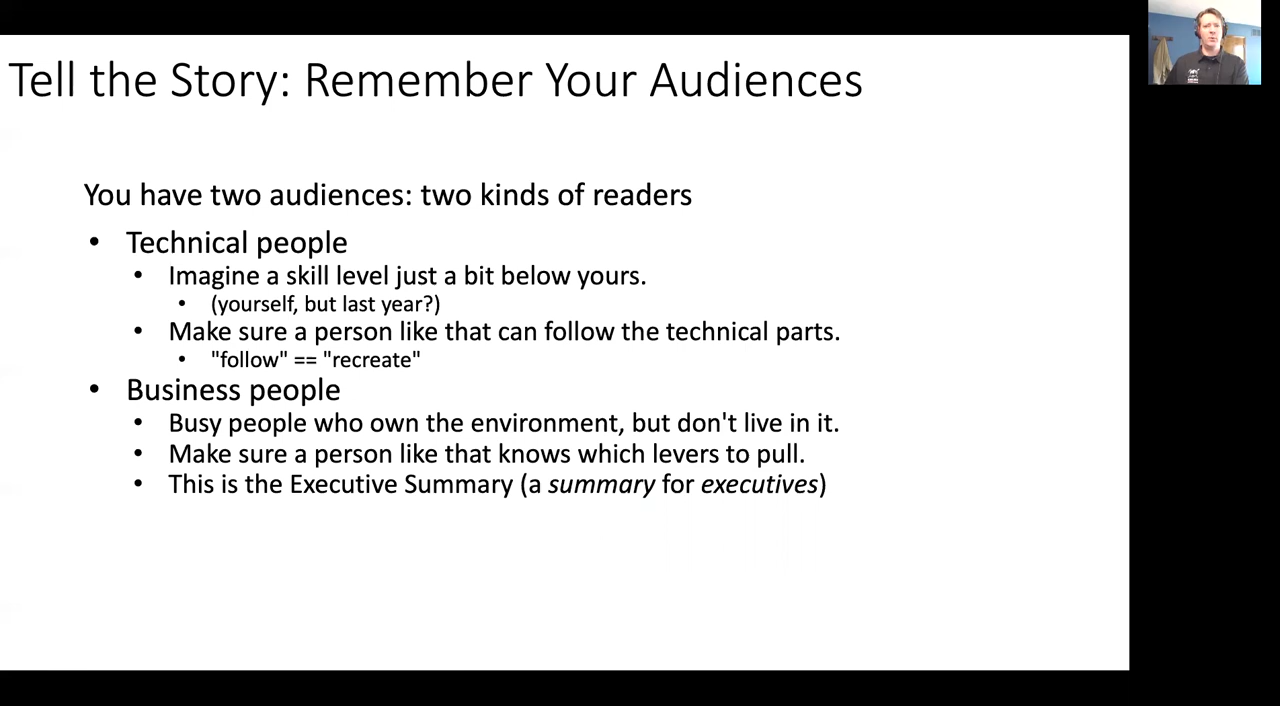 Tell the Story: Remember Your Audiences
You have two audiences: two kinds of readers
• Technical people
• Imagine a skill level just a bit below yours.
• (yourself, but last year?)
• Make sure a person like that can follow the technical parts.
• "follow" == "recreate"
• Business people
• Busy people who own the environment, but don't live in it.
• Make sure a person like that knows which levers to pull.
• This is the Executive Summary (a summary for executives)